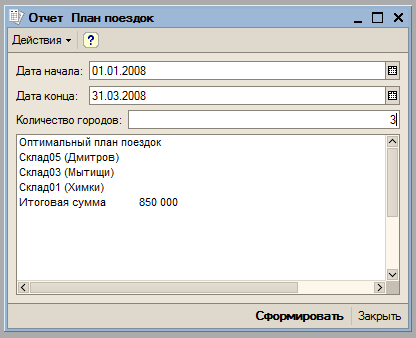 Отчет План поездок
Действия
Дата начала: 01.01.2008
Дата конца: 31.03.2008
Количество городов: 3
Оптимальный план поездок
Склад05 (Дмитров)
Склад03 (Мытищи)
Склад01 (Химки)
Итоговая сумма 850 000
Сформировать Закрыть